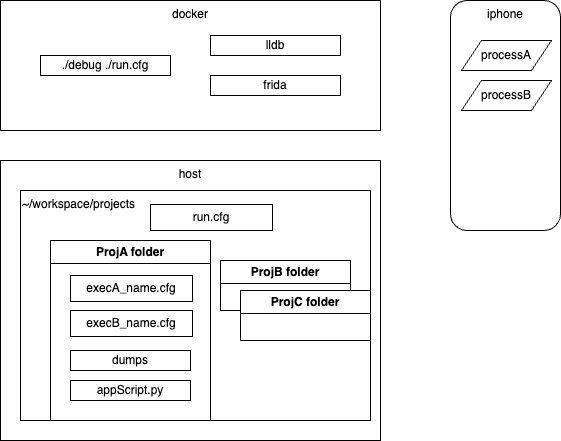 docker
./debug ./run.cfg
lldb
frida
iphone
processA
processB
host
~/workspace/projects
run.cfg
ProjA folder
execA_name.cfg
execB_name.cfg
dumps
appScript.py
ProjB folder
ProjC folder